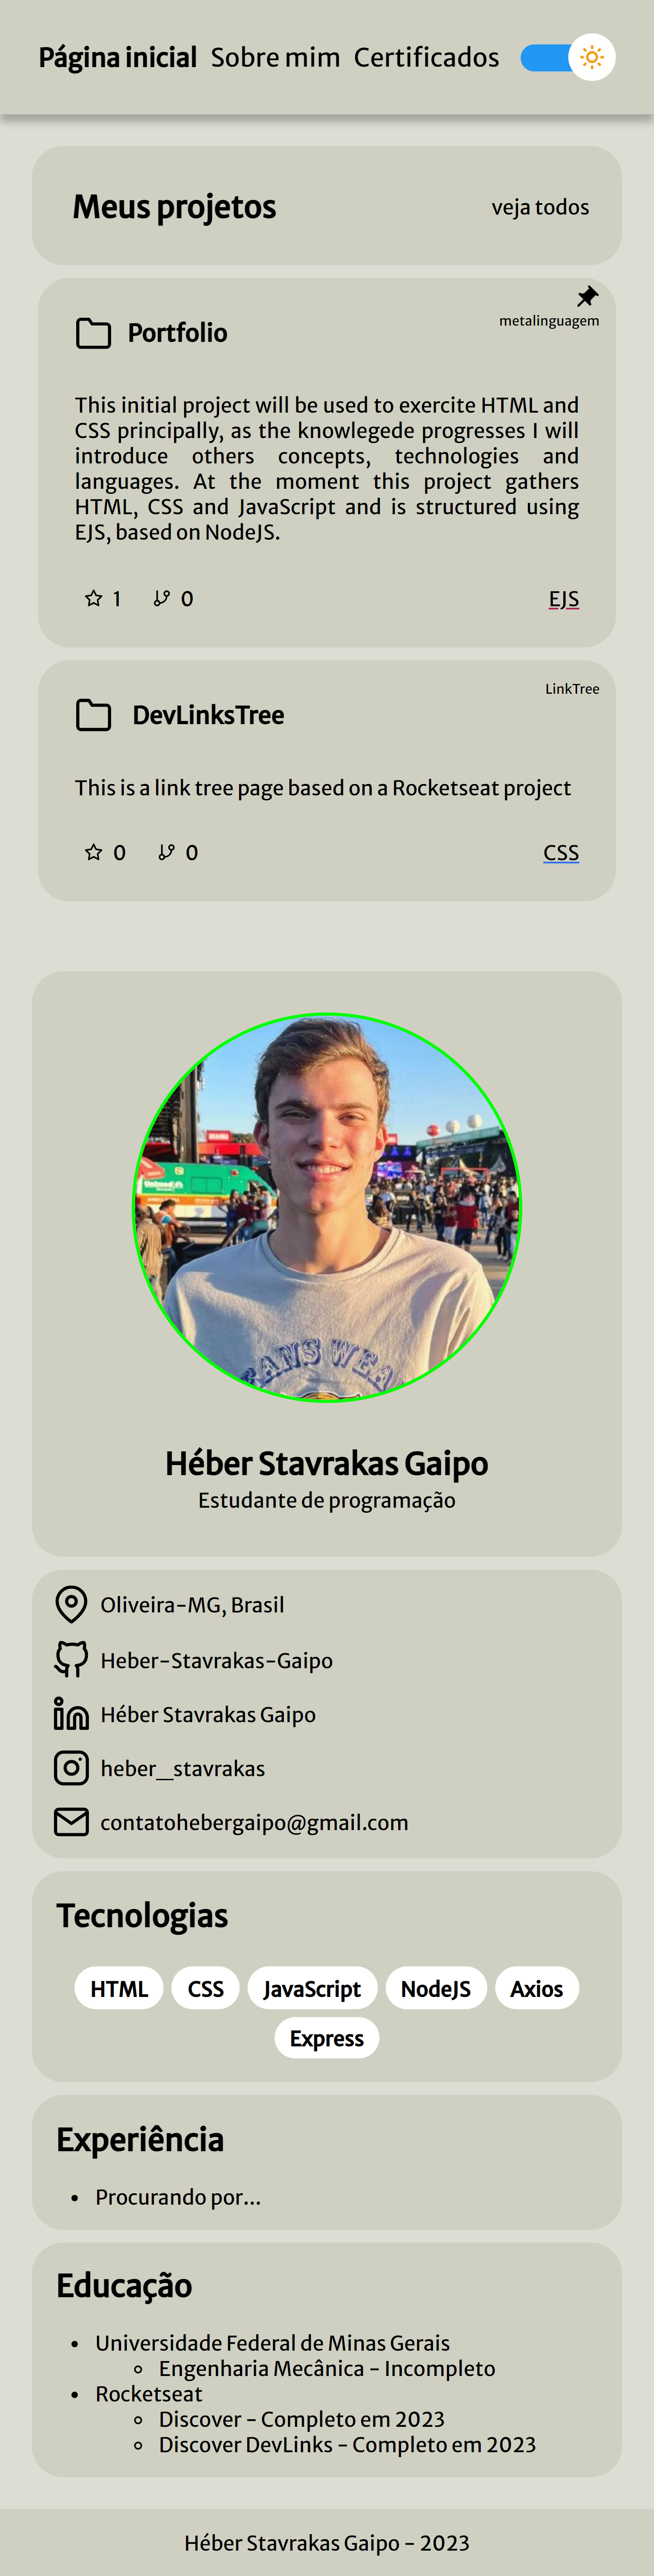 Página inicial Sobre mim Certificados
Meus projetos
veja todos
metalinguagem
Portfolio
This initial project will be used to exercite HTML and
CSS principally, as the knowlegede progresses I will
introduce others concepts, technologies and
languages. At the moment this project gathers
HTML, CSS and JavaScript and is structured using
EJS, based on NodeJS.
1 0 EJS
LinkTree
DevLinksTree
This is a link tree page based on a Rocketseat project
0 0 CSS
Héber Stavrakas Gaipo
Estudante de programação
Oliveira-MG, Brasil
Heber-Stavrakas-Gaipo
Héber Stavrakas Gaipo
heber_stavrakas
contatohebergaipo@gmail.com
Tecnologias
HTML CSS JavaScript NodeJS Axios
Express
Experiência
• Procurando por...
Educação
• Universidade Federal de Minas Gerais
◦ Engenharia Mecânica - Incompleto
• Rocketseat
◦ Discover - Completo em 2023
◦ Discover DevLinks - Completo em 2023
Héber Stavrakas Gaipo - 2023